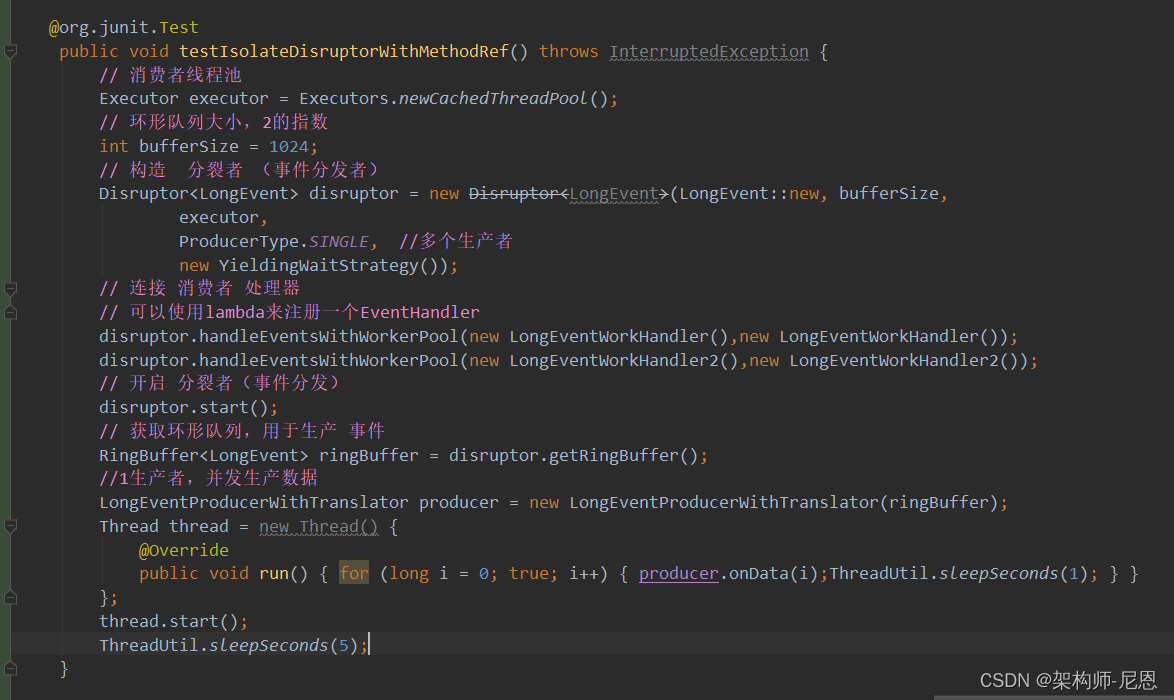 @org.junit.Test
public void testIsolateDisruptorWithMethodRef() throws InterruptedException {
// 消费者线程池
Executor executor = Executors.newCachedThreadPool();
// 环形队列大小，2的指数
int bufferSize = 1024;
// 构造  分裂者 （事件分发者）
Disruptor<LongEvent> disruptor = new Disruptor<LongEvent>(LongEvent::new, bufferSize,
executor,
ProducerType.SINGLE,  //多个生产者
new YieldingWaitStrategy());
// 连接 消费者 处理器
// 可以使用lambda来注册一个EventHandler
disruptor.handleEventsWithWorkerPool(new LongEventWorkHandler(),new LongEventWorkHandler());
disruptor.handleEventsWithWorkerPool(new LongEventWorkHandler2(),new LongEventWorkHandler2());
// 开启 分裂者（事件分发）
disruptor.start();
// 获取环形队列，用于生产 事件
RingBuffer<LongEvent> ringBuffer = disruptor.getRingBuffer();
//1生产者，并发生产数据
LongEventProducerWithTranslator producer = new LongEventProducerWithTranslator(ringBuffer);
Thread thread = new Thread() {
@Override
public void run() { for (long i = 0; true; i++) { producer.onData(i);ThreadUtil.sleepSeconds(1); } }
};
thread.start();
ThreadUtil.sleepSeconds(5);
}
CSDN @架构师-尼恩